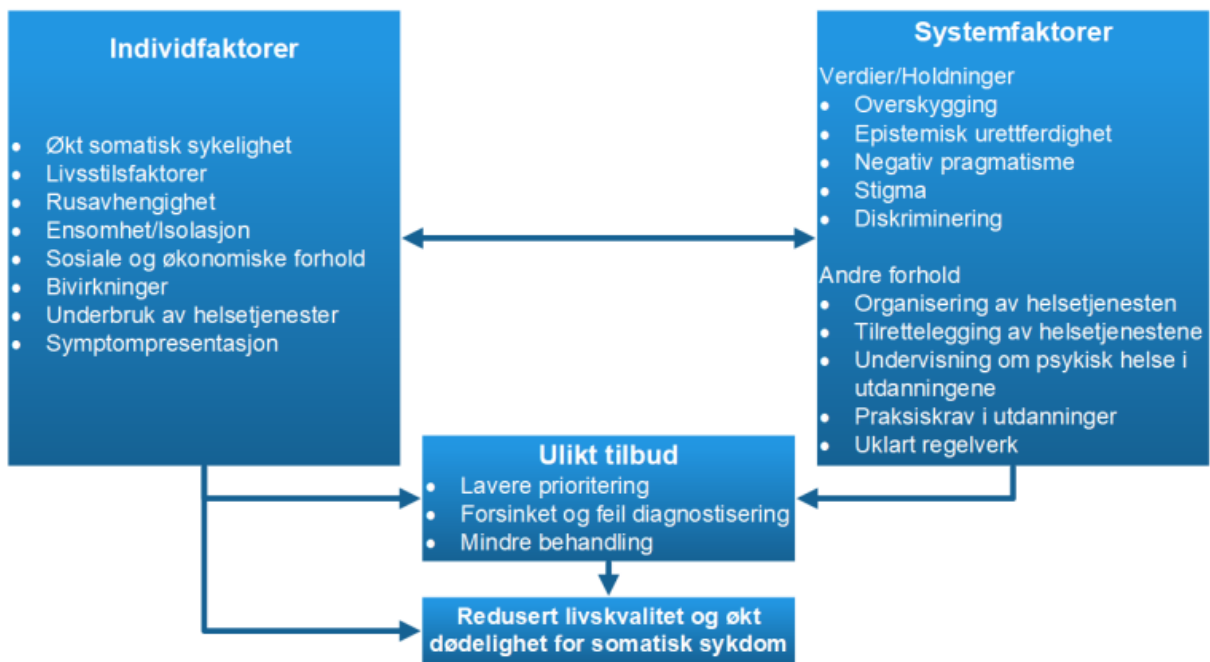 Individfaktorer
• Økt somatisk sykelighet
• Livsstilsfaktorer
• Rusavhengighet
• Ensomhet/Isolasjon
• Sosiale og økonomiske forhold
• Bivirkninger
• Underbruk av helsetjenester
• Symptompresentasjon
Systemfaktorer
Verdier/Holdninger
• Overskygging
• Epistemisk urettferdighet
• Negativ pragmatisme
• Stigma
• Diskriminering
Andre forhold
• Organisering av helsetjenesten
• Tilrettelegging av helsetjenestene
• Undervisning om psykisk helse i
utdanningene
• Praksiskrav i utdanninger
• Uklart regelverk
Ulikt tilbud
• Lavere prioritering
• Forsinket og feil diagnostisering
• Mindre behandling
Redusert livskvalitet og økt
dødelighet for somatisk sykdom